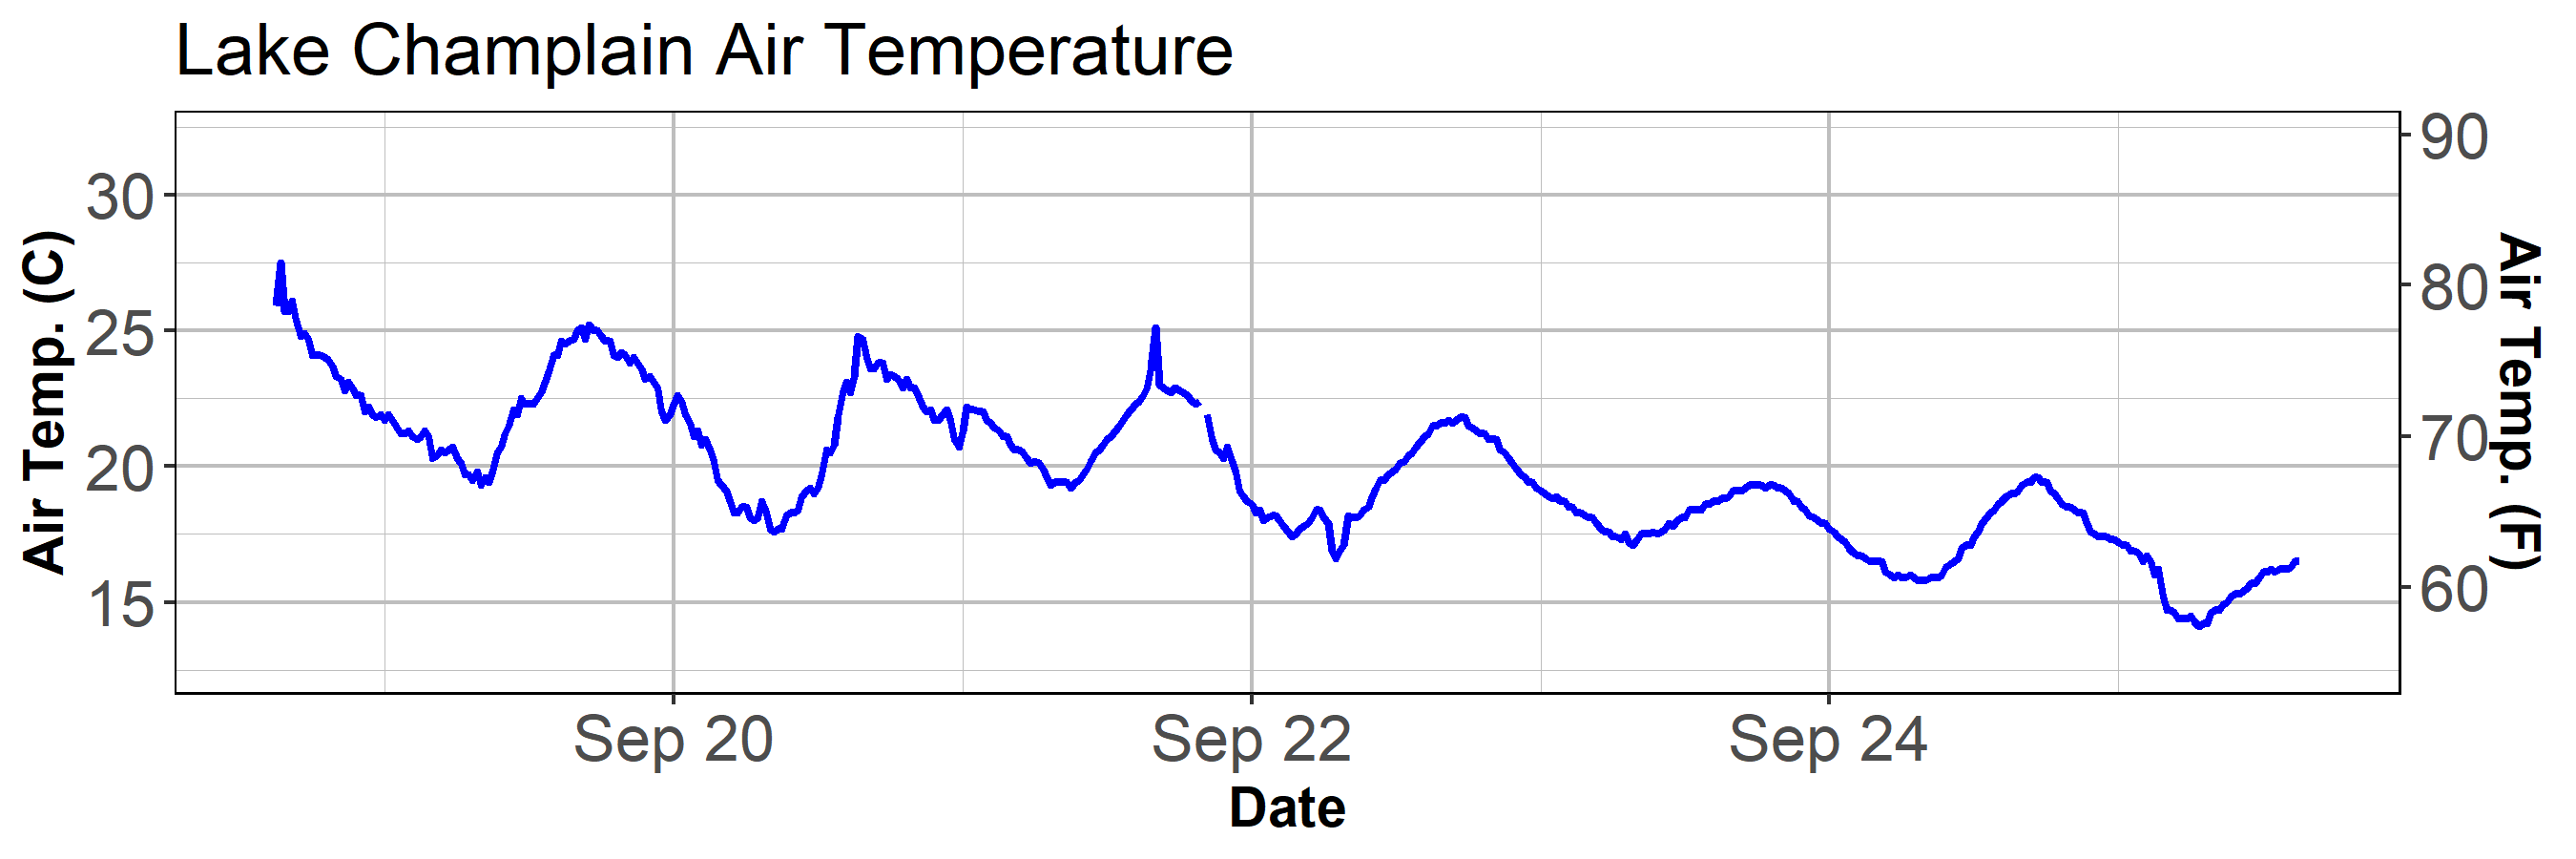 Lake Champlain Air Temperature
Air Temp. (C)
30
25
20
15
90
80
70
60
Air Temp. (F)
Sep 20
Sep 22
Sep 24
Date